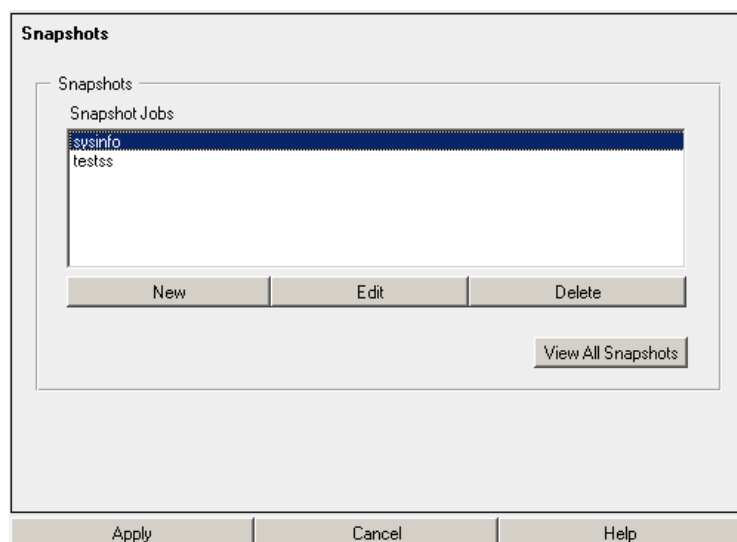 Snapshots
Snapshots
Snapshot Jobs
sysinfo
testss
New Edit Delete
View All Snapshots
Apply Cancel Help